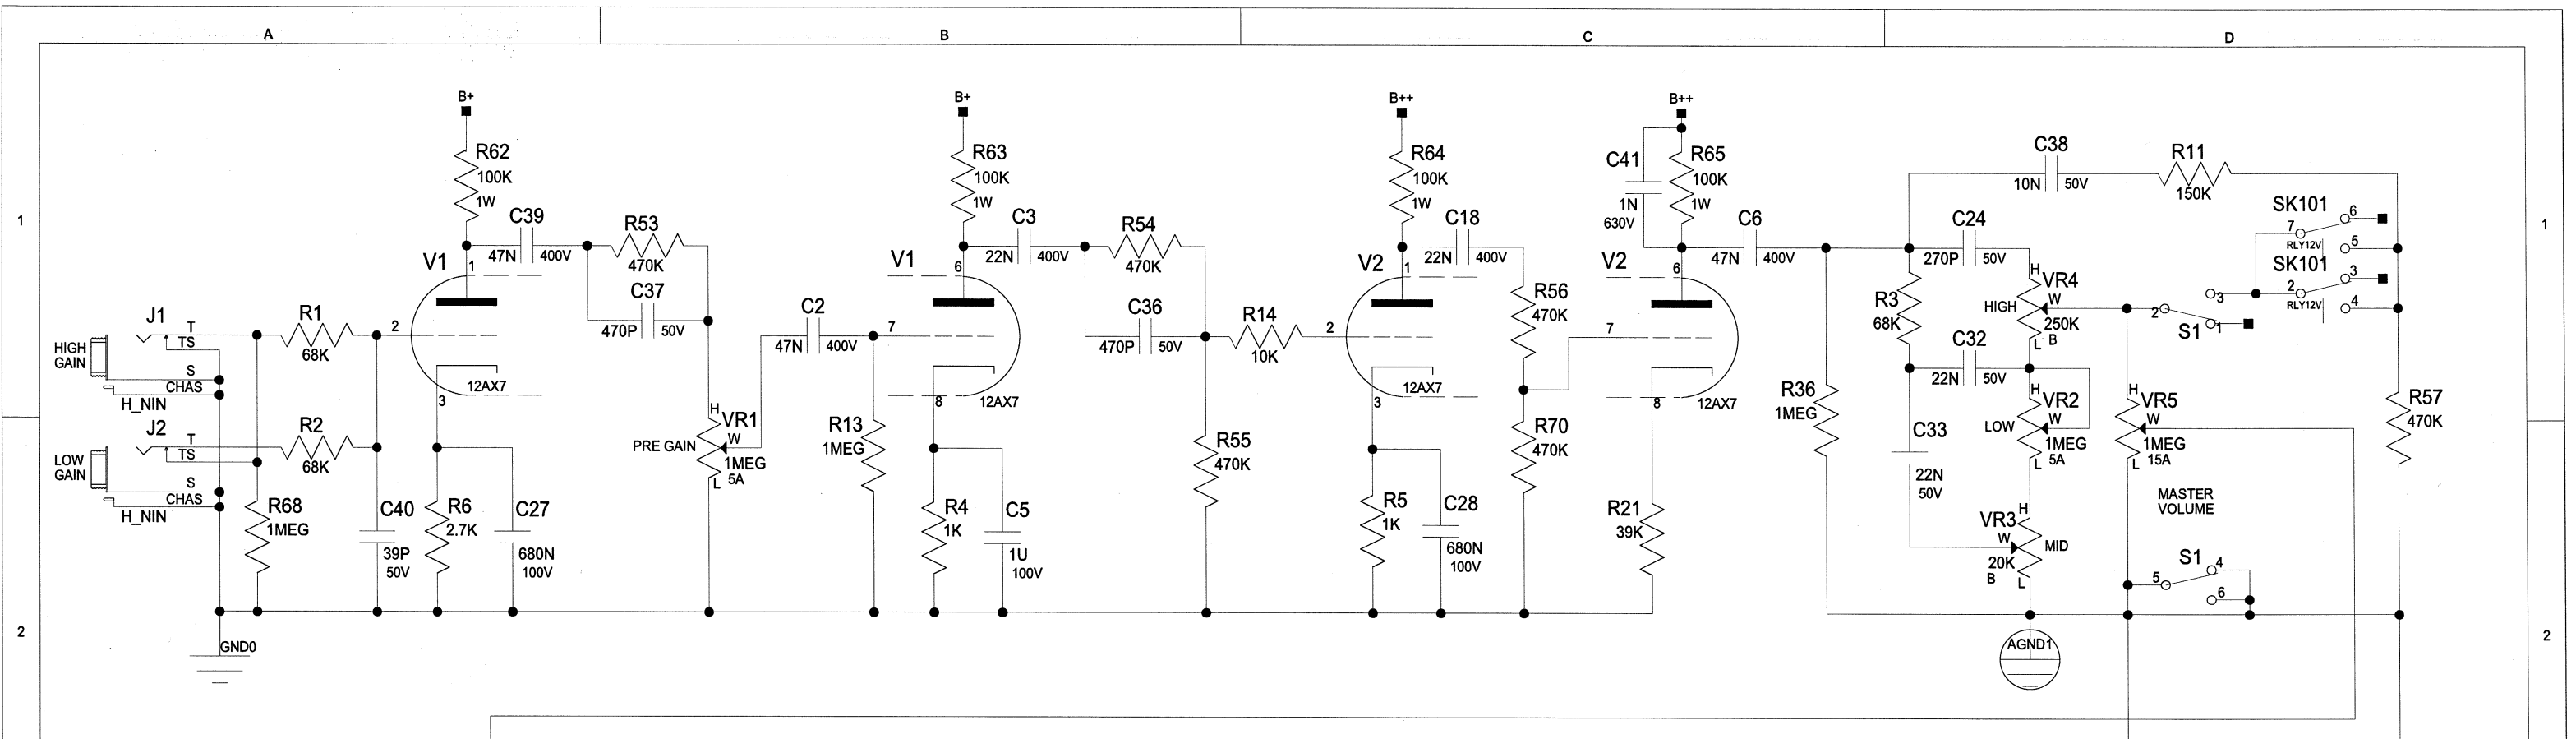 A
B
C
D
1
2
1
2
HIGH
GAIN
J1
T
TS
S
CHAS
H_NIN
LOW
GAIN
J2
T
TS
S
CHAS
H_NIN
R1
68K
R2
68K
R68
1MEG
C40
39P
50V
GND0
B+
R62
100K
1W
V1
1
2
3
12AX7
R6
2.7K
C27
680N
100V
C39
47N
400V
R53
470K
C37
470P
50V
PRE GAIN
VR1
H
W
L
1MEG
5A
C2
47N
400V
R13
1MEG
B+
R63
100K
1W
V1
6
7
8
12AX7
R4
1K
C5
1U
100V
C3
22N
400V
R54
470K
C36
470P
50V
R55
470K
R14
10K
B++
R64
100K
1W
V2
1
2
3
12AX7
R5
1K
C28
680N
100V
C18
22N
400V
R56
470K
R70
470K
B++
C41
1N
630V
R65
100K
1W
V2
6
7
8
12AX7
R21
39K
C6
47N
400V
R36
1MEG
C38
10N
50V
R11
150K
C24
270P
50V
R3
68K
C32
22N
50V
C33
22N
50V
HIGH
VR4
H
W
L
250K
B
LOW
VR2
H
W
L
1MEG
5A
VR3
H
W
L
20K
B
MID
VR5
H
W
L
1MEG
15A
MASTER
VOLUME
S1
2
3
1
SK101
7
6
5
RLY12V
SK101
2
3
4
RLY12V
R57
470K
S1
5
4
6
AGND1